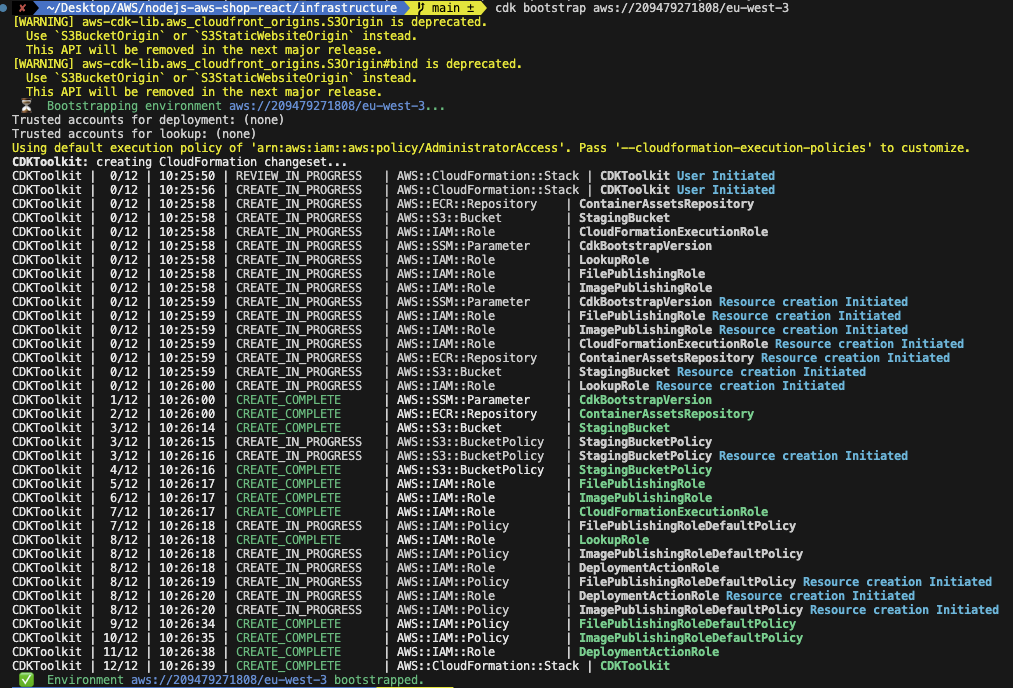 ✘ ~/Desktop/AWS/nodejs-aws-shop-react/infrastructure main ± cdk bootstrap aws://209479271808/eu-west-3
[WARNING] aws-cdk-lib.aws_cloudfront_origins.S3Origin is deprecated.
  Use `S3BucketOrigin` or `S3StaticWebsiteOrigin` instead.
  This API will be removed in the next major release.
[WARNING] aws-cdk-lib.aws_cloudfront_origins.S3Origin#bind is deprecated.
  Use `S3BucketOrigin` or `S3StaticWebsiteOrigin` instead.
  This API will be removed in the next major release.
 ⏳  Bootstrapping environment aws://209479271808/eu-west-3...
Trusted accounts for deployment: (none)
Trusted accounts for lookup: (none)
Using default execution policy of 'arn:aws:iam::aws:policy/AdministratorAccess'. Pass '--cloudformation-execution-policies' to customize.
CDKToolkit: creating CloudFormation changeset...
CDKToolkit |  0/12 | 10:25:50 | REVIEW_IN_PROGRESS   | AWS::CloudFormation::Stack | CDKToolkit User Initiated
CDKToolkit |  0/12 | 10:25:56 | CREATE_IN_PROGRESS   | AWS::CloudFormation::Stack | CDKToolkit User Initiated
CDKToolkit |  0/12 | 10:25:58 | CREATE_IN_PROGRESS   | AWS::ECR::Repository    | ContainerAssetsRepository
CDKToolkit |  0/12 | 10:25:58 | CREATE_IN_PROGRESS   | AWS::S3::Bucket         | StagingBucket
CDKToolkit |  0/12 | 10:25:58 | CREATE_IN_PROGRESS   | AWS::IAM::Role          | CloudFormationExecutionRole
CDKToolkit |  0/12 | 10:25:58 | CREATE_IN_PROGRESS   | AWS::SSM::Parameter     | CdkBootstrapVersion
CDKToolkit |  0/12 | 10:25:58 | CREATE_IN_PROGRESS   | AWS::IAM::Role          | LookupRole
CDKToolkit |  0/12 | 10:25:58 | CREATE_IN_PROGRESS   | AWS::IAM::Role          | FilePublishingRole
CDKToolkit |  0/12 | 10:25:58 | CREATE_IN_PROGRESS   | AWS::IAM::Role          | ImagePublishingRole
CDKToolkit |  0/12 | 10:25:59 | CREATE_IN_PROGRESS   | AWS::SSM::Parameter     | CdkBootstrapVersion Resource creation Initiated
CDKToolkit |  0/12 | 10:25:59 | CREATE_IN_PROGRESS   | AWS::IAM::Role          | FilePublishingRole Resource creation Initiated
CDKToolkit |  0/12 | 10:25:59 | CREATE_IN_PROGRESS   | AWS::IAM::Role          | ImagePublishingRole Resource creation Initiated
CDKToolkit |  0/12 | 10:25:59 | CREATE_IN_PROGRESS   | AWS::IAM::Role          | CloudFormationExecutionRole Resource creation Initiated
CDKToolkit |  0/12 | 10:25:59 | CREATE_IN_PROGRESS   | AWS::ECR::Repository    | ContainerAssetsRepository Resource creation Initiated
CDKToolkit |  0/12 | 10:25:59 | CREATE_IN_PROGRESS   | AWS::S3::Bucket         | StagingBucket Resource creation Initiated
CDKToolkit |  0/12 | 10:26:00 | CREATE_IN_PROGRESS   | AWS::IAM::Role          | LookupRole Resource creation Initiated
CDKToolkit |  1/12 | 10:26:00 | CREATE_COMPLETE      | AWS::SSM::Parameter     | CdkBootstrapVersion
CDKToolkit |  2/12 | 10:26:00 | CREATE_COMPLETE      | AWS::ECR::Repository    | ContainerAssetsRepository
CDKToolkit |  3/12 | 10:26:14 | CREATE_COMPLETE      | AWS::S3::Bucket         | StagingBucket
CDKToolkit |  3/12 | 10:26:15 | CREATE_IN_PROGRESS   | AWS::S3::BucketPolicy   | StagingBucketPolicy
CDKToolkit |  3/12 | 10:26:16 | CREATE_IN_PROGRESS   | AWS::S3::BucketPolicy   | StagingBucketPolicy Resource creation Initiated
CDKToolkit |  4/12 | 10:26:16 | CREATE_COMPLETE      | AWS::S3::BucketPolicy   | StagingBucketPolicy
CDKToolkit |  5/12 | 10:26:17 | CREATE_COMPLETE      | AWS::IAM::Role          | FilePublishingRole
CDKToolkit |  6/12 | 10:26:17 | CREATE_COMPLETE      | AWS::IAM::Role          | ImagePublishingRole
CDKToolkit |  7/12 | 10:26:17 | CREATE_COMPLETE      | AWS::IAM::Role          | CloudFormationExecutionRole
CDKToolkit |  7/12 | 10:26:18 | CREATE_IN_PROGRESS   | AWS::IAM::Policy        | FilePublishingRoleDefaultPolicy
CDKToolkit |  8/12 | 10:26:18 | CREATE_COMPLETE      | AWS::IAM::Role          | LookupRole
CDKToolkit |  8/12 | 10:26:18 | CREATE_IN_PROGRESS   | AWS::IAM::Policy        | ImagePublishingRoleDefaultPolicy
CDKToolkit |  8/12 | 10:26:18 | CREATE_IN_PROGRESS   | AWS::IAM::Role          | DeploymentActionRole
CDKToolkit |  8/12 | 10:26:19 | CREATE_IN_PROGRESS   | AWS::IAM::Policy        | FilePublishingRoleDefaultPolicy Resource creation Initiated
CDKToolkit |  8/12 | 10:26:20 | CREATE_IN_PROGRESS   | AWS::IAM::Role          | DeploymentActionRole Resource creation Initiated
CDKToolkit |  8/12 | 10:26:20 | CREATE_IN_PROGRESS   | AWS::IAM::Policy        | ImagePublishingRoleDefaultPolicy Resource creation Initiated
CDKToolkit |  9/12 | 10:26:34 | CREATE_COMPLETE      | AWS::IAM::Policy        | FilePublishingRoleDefaultPolicy
CDKToolkit | 10/12 | 10:26:35 | CREATE_COMPLETE      | AWS::IAM::Policy        | ImagePublishingRoleDefaultPolicy
CDKToolkit | 11/12 | 10:26:38 | CREATE_COMPLETE      | AWS::IAM::Role          | DeploymentActionRole
CDKToolkit | 12/12 | 10:26:39 | CREATE_COMPLETE      | AWS::CloudFormation::Stack | CDKToolkit
 ✅  Environment aws://209479271808/eu-west-3 bootstrapped.